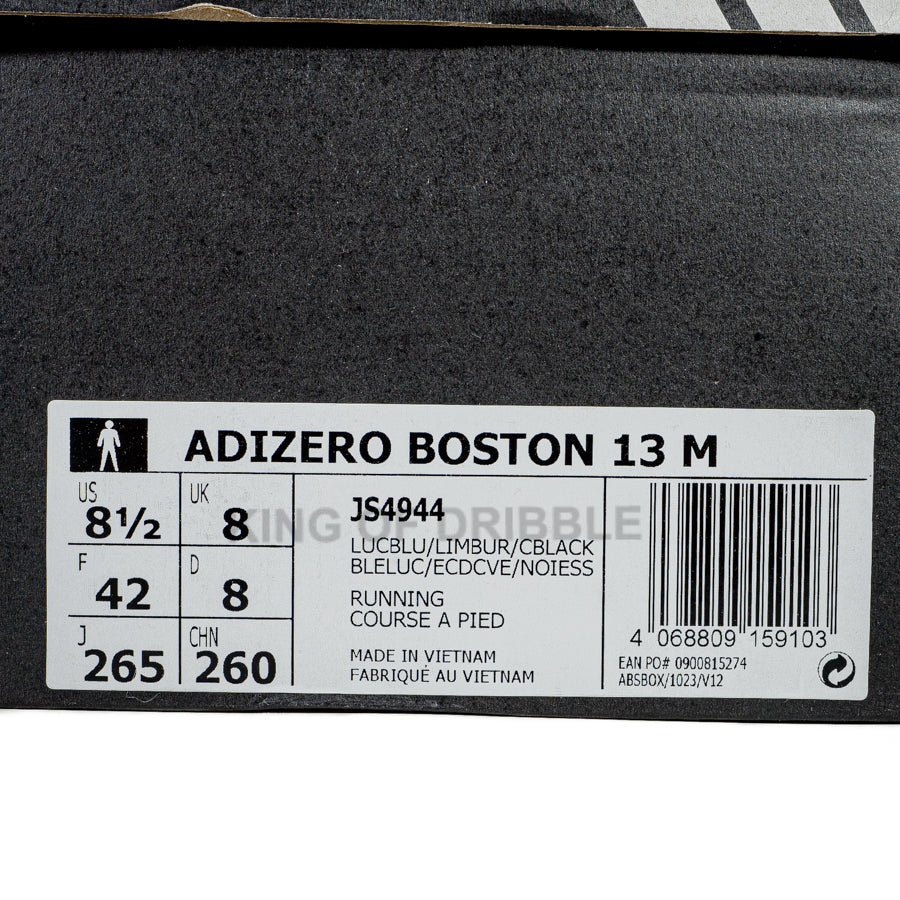 ADIZERO BOSTON 13 M
US
8½
UK
8
F
42
D
8
J
265
CHN
260
JS4944
KING OF DRIBBLE
LUCBLU/LIMBUR/CBLACK
BLELUC/ECDCVE/NOIESS
RUNNING
COURSE A PIED
MADE IN VIETNAM
FABRIQUÉ AU VIETNAM
4 068809 159103
EAN PO# 0900815274
ABSBOX/1023/V12